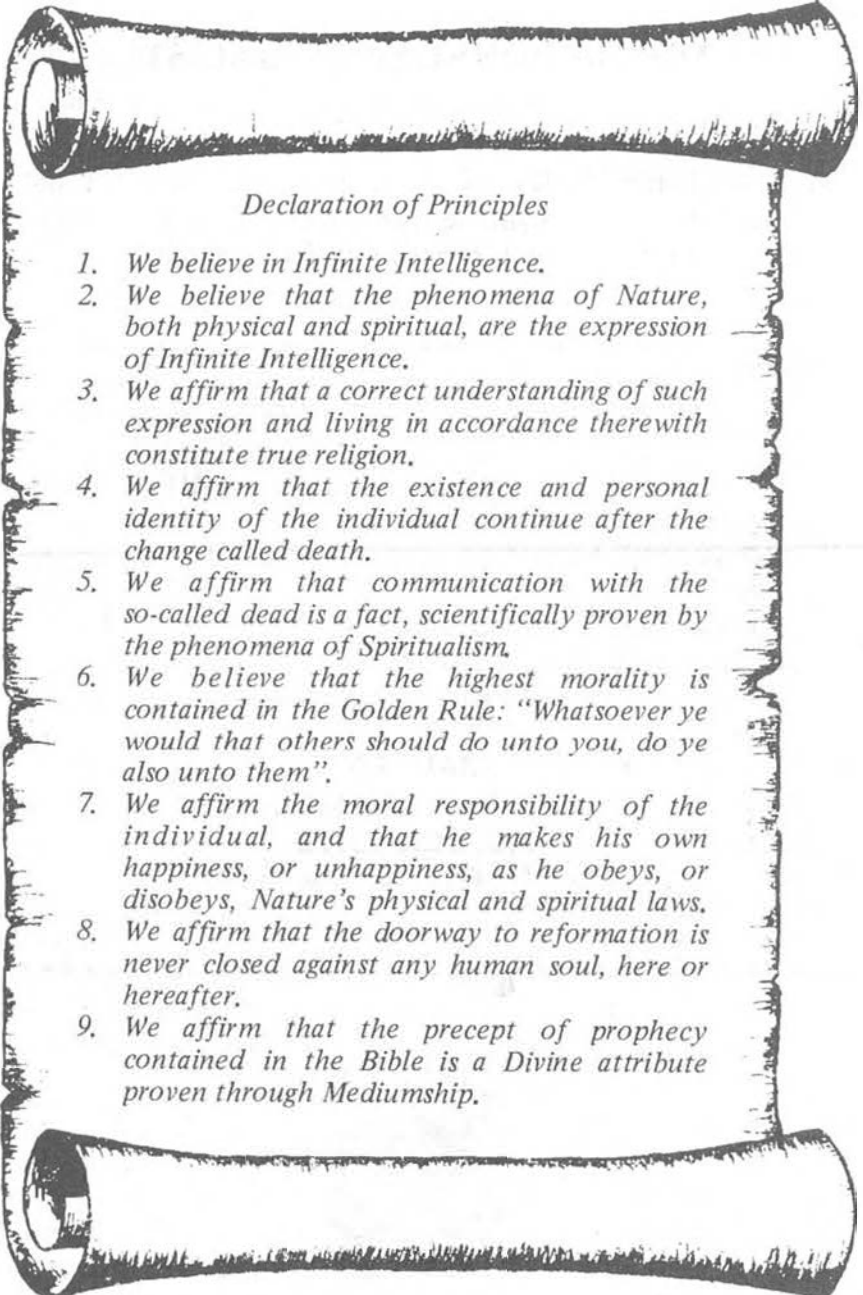 Declaration of Principles
1. We believe in Infinite Intelligence.
2. We believe that the phenomena of Nature,
both physical and spiritual, are the expression
of Infinite Intelligence.
3. We affirm that a correct understanding of such
expression and living in accordance therewith
constitute true religion.
4. We affirm that the existence and personal
identity of the individual continue after the
change called death.
5. We affirm that communication with the
so-called dead is a fact, scientifically proven by
the phenomena of Spiritualism.
6. We believe that the highest morality is
contained in the Golden Rule: “Whatsoever ye
would that others should do unto you, do ye
also unto them”.
7. We affirm the moral responsibility of the
individual, and that he makes his own
happiness, or unhappiness, as he obeys, or
disobeys, Nature's physical and spiritual laws.
8. We affirm that the doorway to reformation is
never closed against any human soul, here or
hereafter.
9. We affirm that the precept of prophecy
contained in the Bible is a Divine attribute
proven through Mediumship.